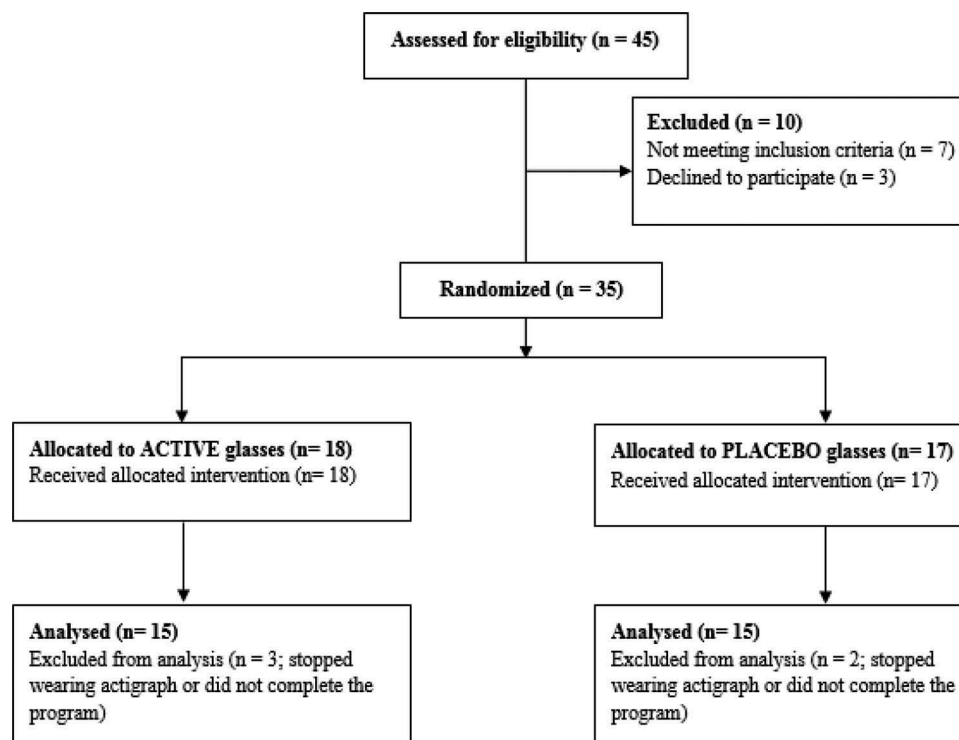 Assessed for eligibility (n = 45)
Excluded (n = 10)
Not meeting inclusion criteria (n = 7)
Declined to participate (n = 3)
Randomized (n = 35)
Allocated to ACTIVE glasses (n= 18)
Received allocated intervention (n= 18)
Allocated to PLACEBO glasses (n= 17)
Received allocated intervention (n= 17)
Analysed (n= 15)
Excluded from analysis (n = 3; stopped
wearing actigraph or did not complete the
program)
Analysed (n= 15)
Excluded from analysis (n = 2; stopped
wearing actigraph or did not complete the
program)